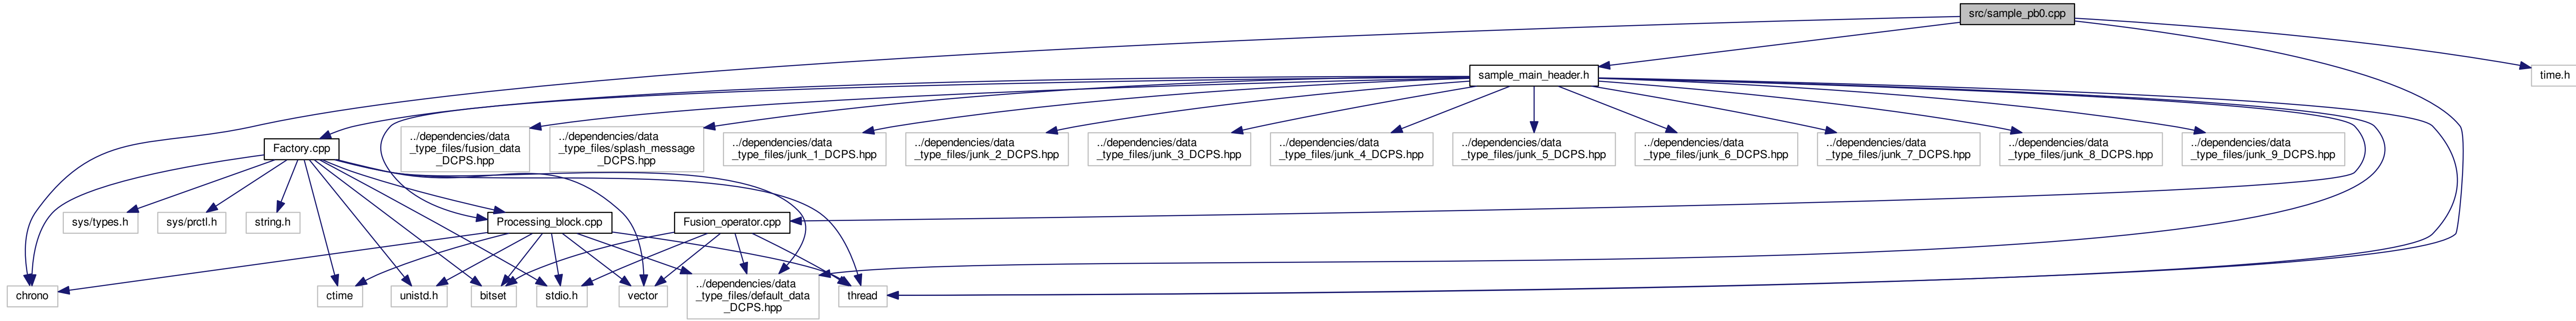 src/sample_pb0.cpp
sample_main_header.h
time.h
Factory.cpp
../dependencies/data
_type_files/fusion_data
_DCPS.hpp
../dependencies/data
_type_files/splash_message
_DCPS.hpp
../dependencies/data
_type_files/junk_1_DCPS.hpp
../dependencies/data
_type_files/junk_2_DCPS.hpp
../dependencies/data
_type_files/junk_3_DCPS.hpp
../dependencies/data
_type_files/junk_4_DCPS.hpp
../dependencies/data
_type_files/junk_5_DCPS.hpp
../dependencies/data
_type_files/junk_6_DCPS.hpp
../dependencies/data
_type_files/junk_7_DCPS.hpp
../dependencies/data
_type_files/junk_8_DCPS.hpp
../dependencies/data
_type_files/junk_9_DCPS.hpp
sys/types.h
sys/prctl.h
string.h
Processing_block.cpp
Fusion_operator.cpp
chrono
ctime
unistd.h
bitset
stdio.h
vector
../dependencies/data
_type_files/default_data
_DCPS.hpp
thread